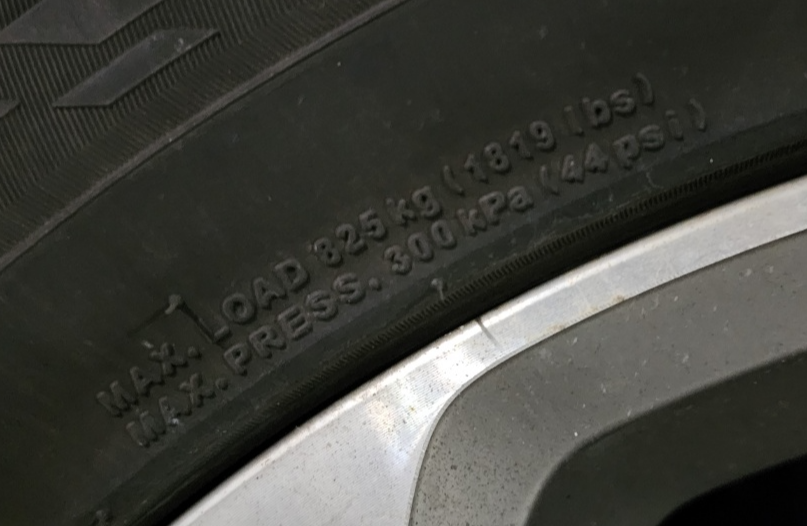 MAX. LOAD 825 kg (1819 lbs)
MAX. PRESS. 300 kPa (44 psi)